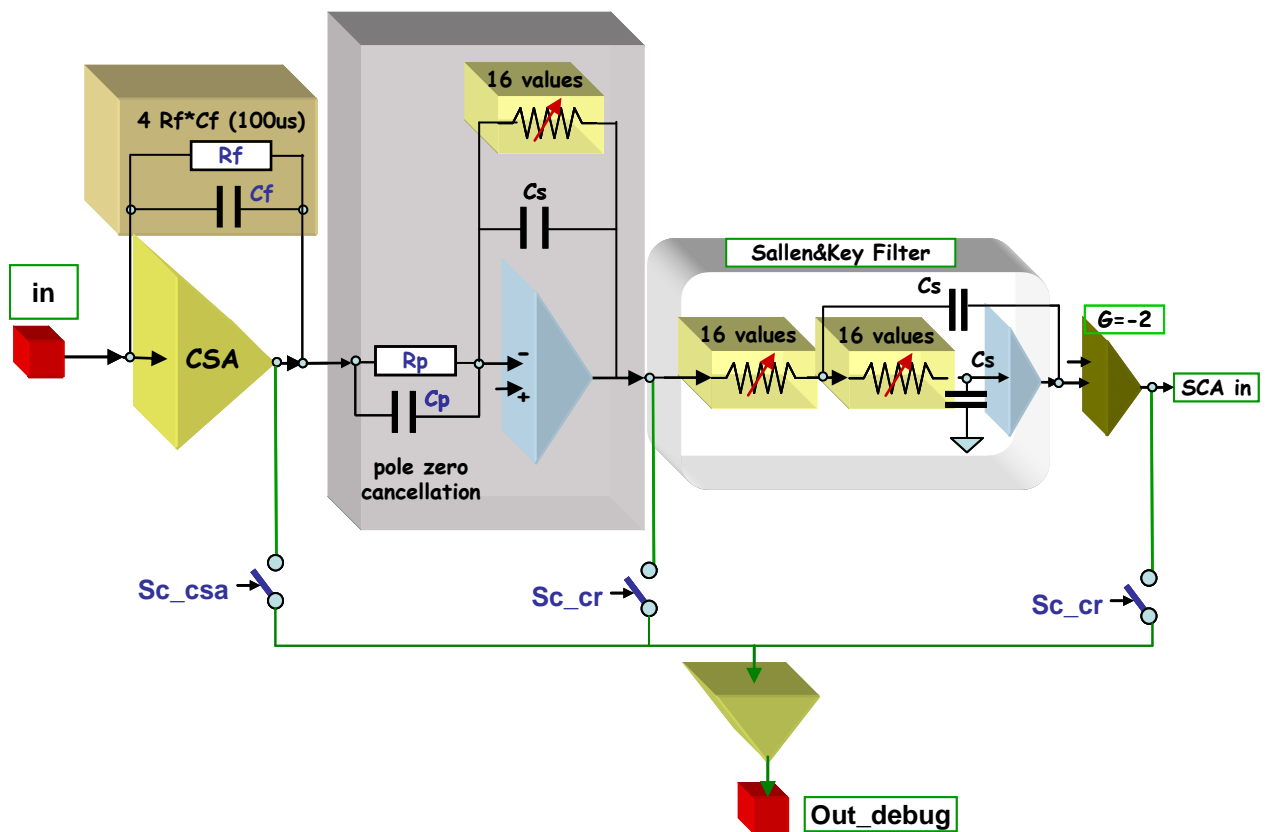 16 values
4 Rf*Cf (100us)
Rf
Cf
Cs
in
CSA
Rp
Cp
-
+
pole zero
cancellation
Sallen&Key Filter
Cs
16 values
16 values
Cs
G=-2
SCA in
Sc_csa
Sc_cr
Sc_cr
Out_debug